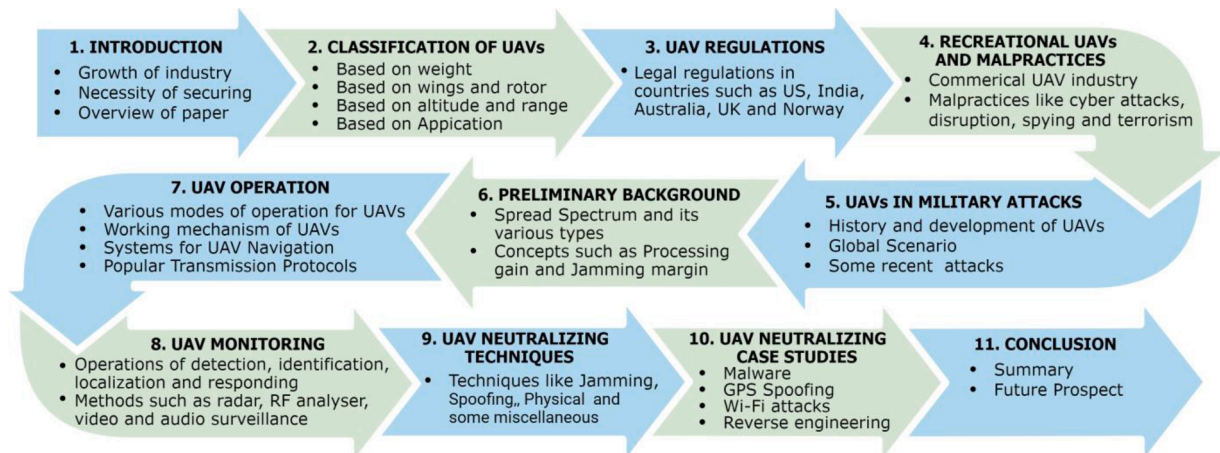 1. INTRODUCTION
• Growth of industry
• Necessity of securing
• Overview of paper
2. CLASSIFICATION OF UAVs
• Based on weight
• Based on wings and rotor
• Based on altitude and range
• Based on Appication
3. UAV REGULATIONS
• Legal regulations in
countries such as US, India,
Australia, UK and Norway
4. RECREATIONAL UAVs
AND MALPRACTICES
• Commerical UAV industry
• Malpractices like cyber attacks,
disruption, spying and terrorism
5. UAVs IN MILITARY ATTACKS
• History and development of UAVs
• Global Scenario
• Some recent attacks
6. PRELIMINARY BACKGROUND
• Spread Spectrum and its
various types
• Concepts such as Processing
gain and Jamming margin
7. UAV OPERATION
• Various modes of operation for UAVs
• Working mechanism of UAVs
• Systems for UAV Navigation
• Popular Transmission Protocols
8. UAV MONITORING
• Operations of detection, identification,
localization and responding
• Methods such as radar, RF analyser,
video and audio surveillance
9. UAV NEUTRALIZING
TECHNIQUES
• Techniques like Jamming,
Spoofing,, Physical and
some miscellaneous
10. UAV NEUTRALIZING
CASE STUDIES
• Malware
• GPS Spoofing
• Wi-Fi attacks
• Reverse engineering
11. CONCLUSION
• Summary
• Future Prospect